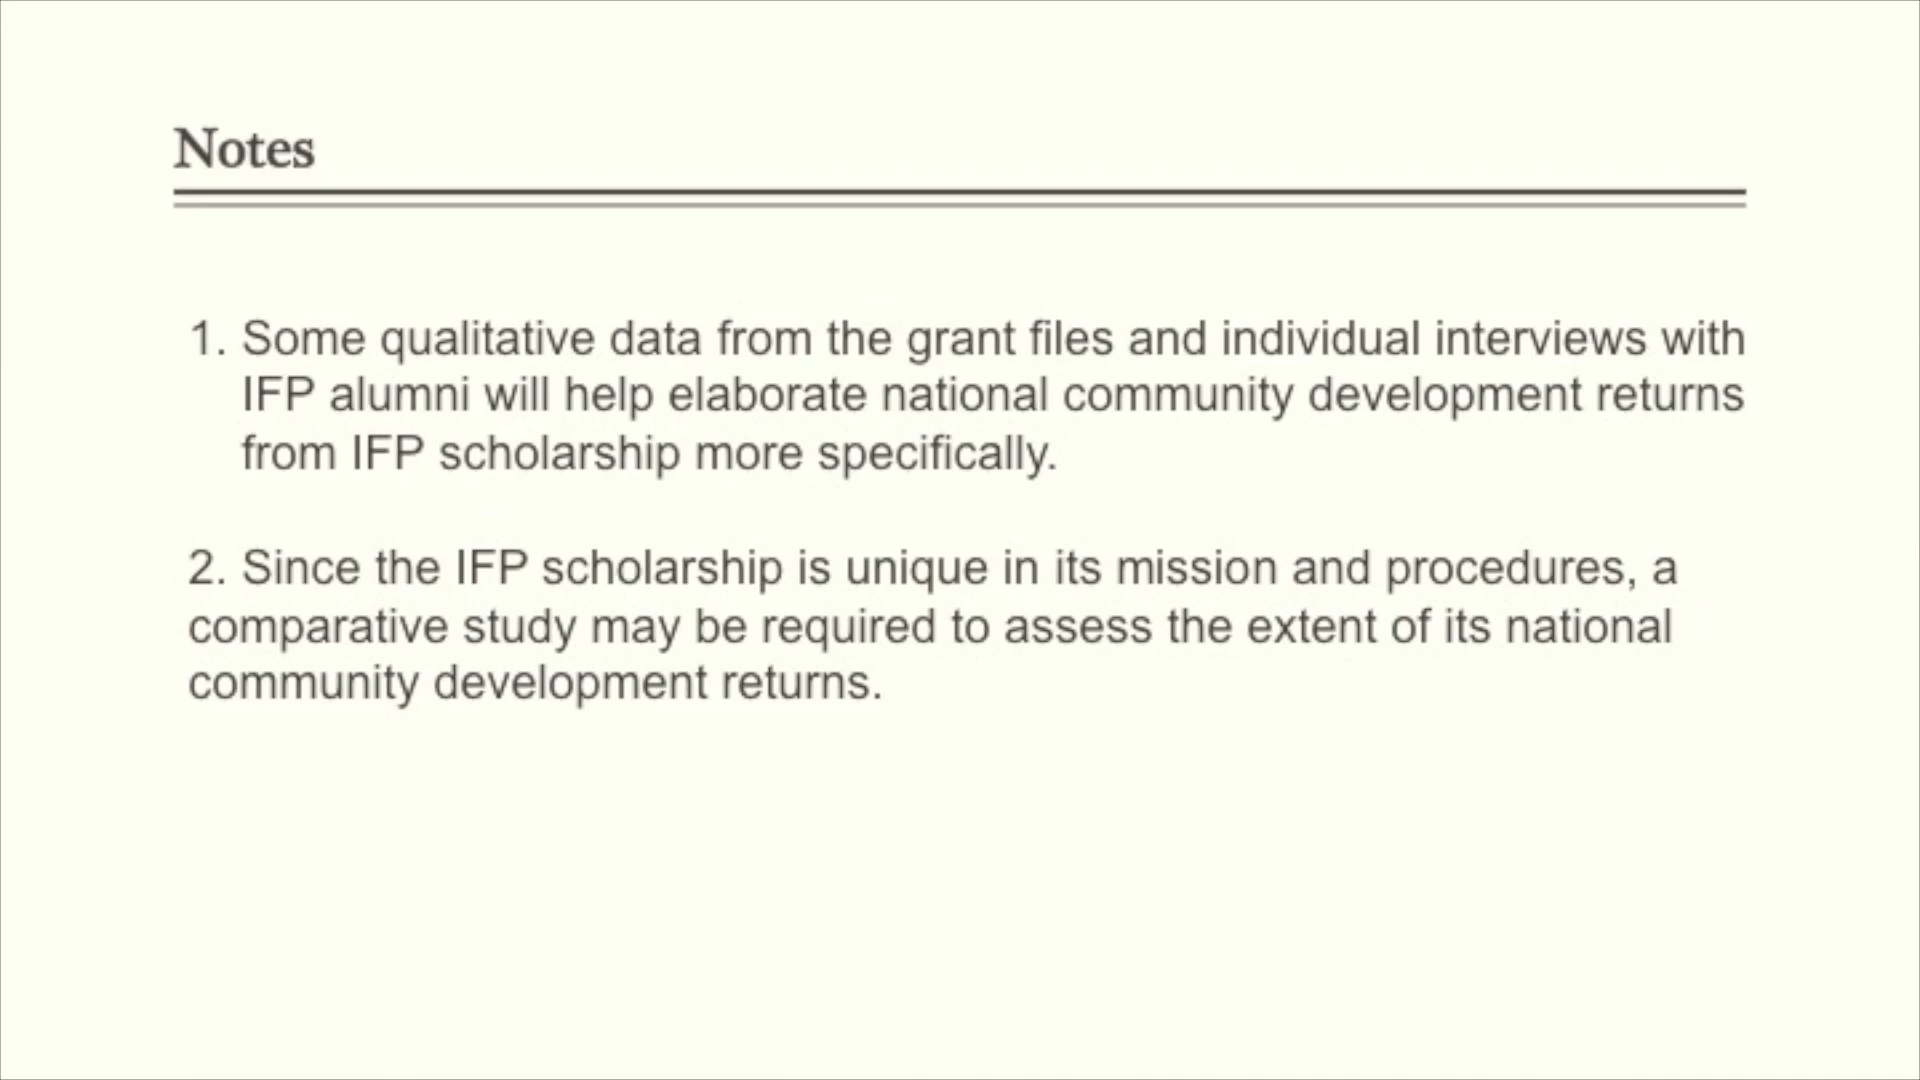 Notes
1. Some qualitative data from the grant files and individual interviews with
IFP alumni will help elaborate national community development returns
from IFP scholarship more specifically.
2. Since the IFP scholarship is unique in its mission and procedures, a
comparative study may be required to assess the extent of its national
community development returns.